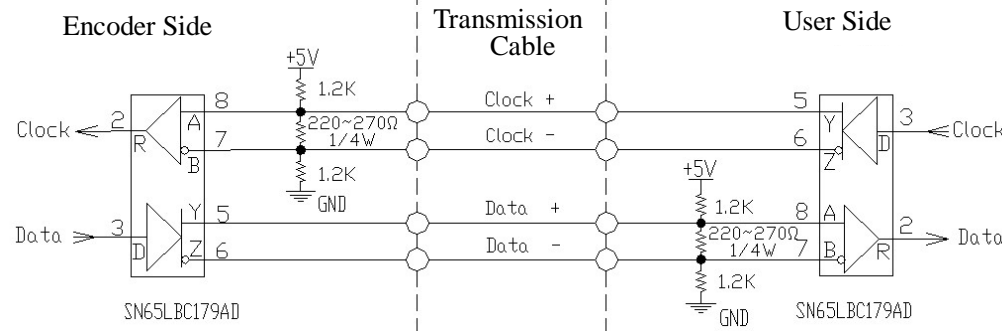 Encoder Side
Transmission
Cable
User Side
+5V
1.2K
8
Clock +
5
2
A
220~270Ω
Y
3
Clock
R
7
1/4W
Clock -
6
D
Clock
B
Z
1.2K
+5V
GND
1.2K
Y
5
Data +
8
A
3
2
Data
D
220~270Ω
R
Data
Z
6
Data -
1/4W
7
B
1.2K
SN65LBC179AD
GND
SN65LBC179AD